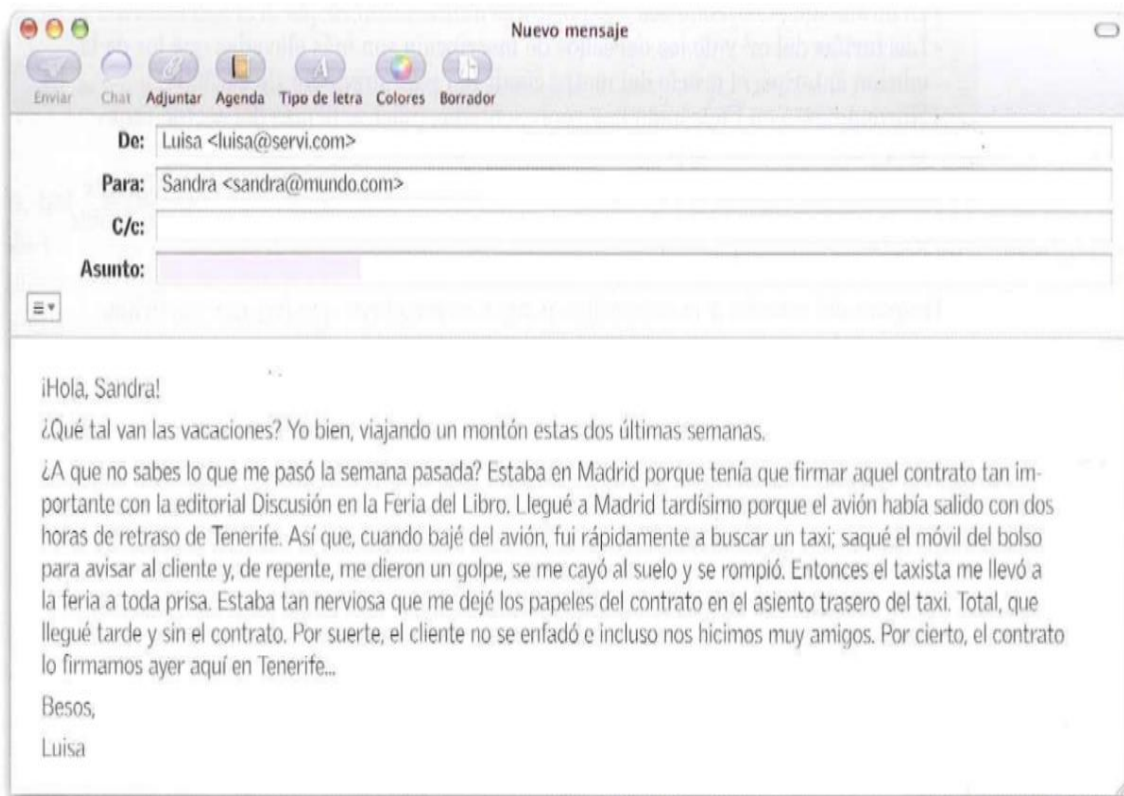 Nuevo mensaje
Enviar Chat Adjuntar Agenda Tipo de letra Colores Borrador
De: Luisa <luisa@servi.com>
Para: Sandra <sandra@mundo.com>
C/c:
Asunto:
¡Hola, Sandra!
¿Qué tal van las vacaciones? Yo bien, viajando un montón estas dos últimas semanas.
¿A que no sabes lo que me pasó la semana pasada? Estaba en Madrid porque tenía que firmar aquel contrato tan im-
portante con la editorial Discusión en la Feria del Libro. Llegué a Madrid tardísimo porque el avión había salido con dos
horas de retraso de Tenerife. Así que, cuando bajé del avión, fui rápidamente a buscar un taxi; saqué el móvil del bolso
para avisar al cliente y, de repente, me dieron un golpe, se me cayó al suelo y se rompió. Entonces el taxista me llevó a
la feria a toda prisa. Estaba tan nerviosa que me dejé los papeles del contrato en el asiento trasero del taxi. Total, que
llegué tarde y sin el contrato. Por suerte, el cliente no se enfadó e incluso nos hicimos muy amigos. Por cierto, el contrato
lo firmamos ayer aquí en Tenerife...
Besos,
Luisa